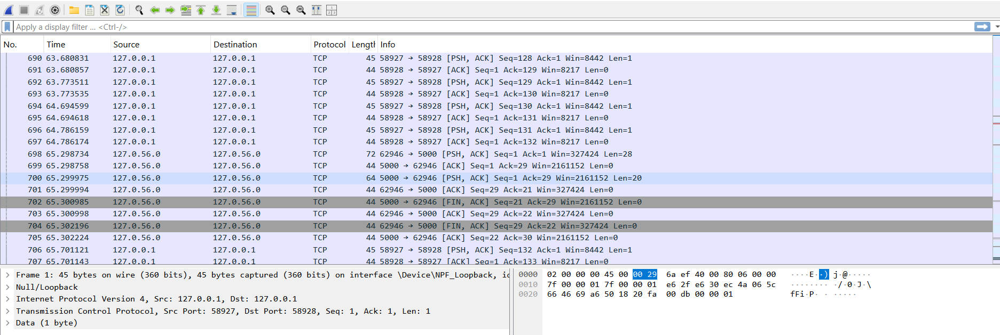 Apply a display filter ... <Ctrl-/>
No. Time Source Destination Protocol Length Info
690 63.680831 127.0.0.1 127.0.0.1 TCP 45 58927 → 58928 [PSH, ACK] Seq=128 Ack=1 Win=8442 Len=1
691 63.680857 127.0.0.1 127.0.0.1 TCP 44 58928 → 58927 [ACK] Seq=1 Ack=129 Win=8217 Len=0
692 63.773511 127.0.0.1 127.0.0.1 TCP 45 58927 → 58928 [PSH, ACK] Seq=129 Ack=1 Win=8442 Len=1
693 63.773535 127.0.0.1 127.0.0.1 TCP 44 58928 → 58927 [ACK] Seq=1 Ack=130 Win=8217 Len=0
694 64.694599 127.0.0.1 127.0.0.1 TCP 45 58927 → 58928 [PSH, ACK] Seq=130 Ack=1 Win=8442 Len=1
695 64.694618 127.0.0.1 127.0.0.1 TCP 44 58928 → 58927 [ACK] Seq=1 Ack=131 Win=8217 Len=0
696 64.786159 127.0.0.1 127.0.0.1 TCP 45 58927 → 58928 [PSH, ACK] Seq=131 Ack=1 Win=8442 Len=1
697 64.786174 127.0.0.1 127.0.0.1 TCP 44 58928 → 58927 [ACK] Seq=1 Ack=132 Win=8217 Len=0
698 65.298734 127.0.56.0 127.0.56.0 TCP 72 62946 → 5000 [PSH, ACK] Seq=1 Ack=1 Win=327424 Len=28
699 65.298758 127.0.56.0 127.0.56.0 TCP 44 5000 → 62946 [ACK] Seq=1 Ack=29 Win=2161152 Len=0
700 65.299975 127.0.56.0 127.0.56.0 TCP 64 5000 → 62946 [PSH, ACK] Seq=1 Ack=29 Win=2161152 Len=20
701 65.299994 127.0.56.0 127.0.56.0 TCP 44 62946 → 5000 [ACK] Seq=29 Ack=21 Win=327424 Len=0
702 65.300985 127.0.56.0 127.0.56.0 TCP 44 5000 → 62946 [FIN, ACK] Seq=21 Ack=29 Win=2161152 Len=0
703 65.300998 127.0.56.0 127.0.56.0 TCP 44 62946 → 5000 [ACK] Seq=29 Ack=22 Win=327424 Len=0
704 65.302196 127.0.56.0 127.0.56.0 TCP 44 62946 → 5000 [FIN, ACK] Seq=29 Ack=22 Win=327424 Len=0
705 65.302224 127.0.56.0 127.0.56.0 TCP 44 5000 → 62946 [ACK] Seq=22 Ack=30 Win=2161152 Len=0
706 65.701121 127.0.0.1 127.0.0.1 TCP 45 58927 → 58928 [PSH, ACK] Seq=132 Ack=1 Win=8442 Len=1
707 65.701143 127.0.0.1 127.0.0.1 TCP 44 58928 → 58927 [ACK] Seq=1 Ack=133 Win=8217 Len=0
Frame 1: 45 bytes on wire (360 bits), 45 bytes captured (360 bits) on interface \Device\NPF_Loopback, ic
Null/Loopback
Internet Protocol Version 4, Src: 127.0.0.1, Dst: 127.0.0.1
Transmission Control Protocol, Src Port: 58927, Dst Port: 58928, Seq: 1, Ack: 1, Len: 1
Data (1 byte)
0000 02 00 00 00 45 00 00 29 6a ef 40 00 80 06 00 00 ····E··) j·@·····
0010 7f 00 00 01 7f 00 00 01 e6 2f e6 30 ec 4a 06 5c ········ ·/·0·J·\
0020 66 46 69 a6 50 18 20 fa 00 db 00 00 01 fFi·P· · ·····